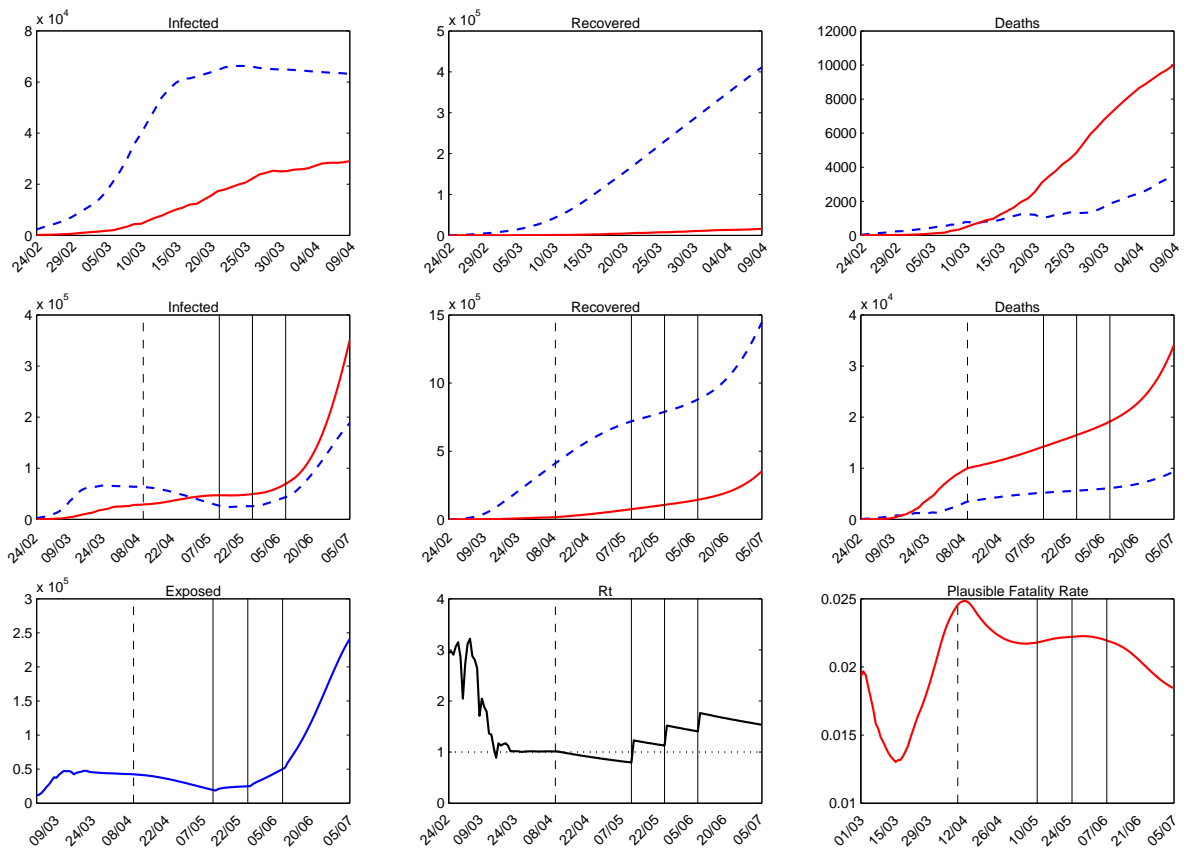 x 10^4
Infected
80
60
40
20
0
24/02 29/02 05/03 10/03 15/03 20/03 25/03 30/03 04/04 09/04
x 10^5
Recovered
5
4
3
2
1
0
24/02 29/02 05/03 10/03 15/03 20/03 25/03 30/03 04/04 09/04
Deaths
12000
10000
8000
6000
4000
2000
0
24/02 29/02 05/03 10/03 15/03 20/03 25/03 30/03 04/04 09/04
x 10^5
Infected
4
3
2
1
0
24/02 09/03 24/03 08/04 22/04 07/05 22/05 05/06 20/06 05/07
x 10^5
Recovered
15
10
5
0
24/02 09/03 24/03 08/04 22/04 07/05 22/05 05/06 20/06 05/07
x 10^4
Deaths
4
3
2
1
0
24/02 09/03 24/03 08/04 22/04 07/05 22/05 05/06 20/06 05/07
x 10^5
Exposed
3
2.5
2
1.5
1
0.5
0
09/03 24/03 08/04 22/04 07/05 22/05 05/06 20/06 05/07
Rt
4
3
2
1
0
24/02 09/03 24/03 08/04 22/04 07/05 22/05 05/06 20/06 05/07
Plausible Fatality Rate
0.025
0.02
0.015
0.01
01/03 15/03 29/03 12/04 26/04 10/05 24/05 07/06 21/06 05/07